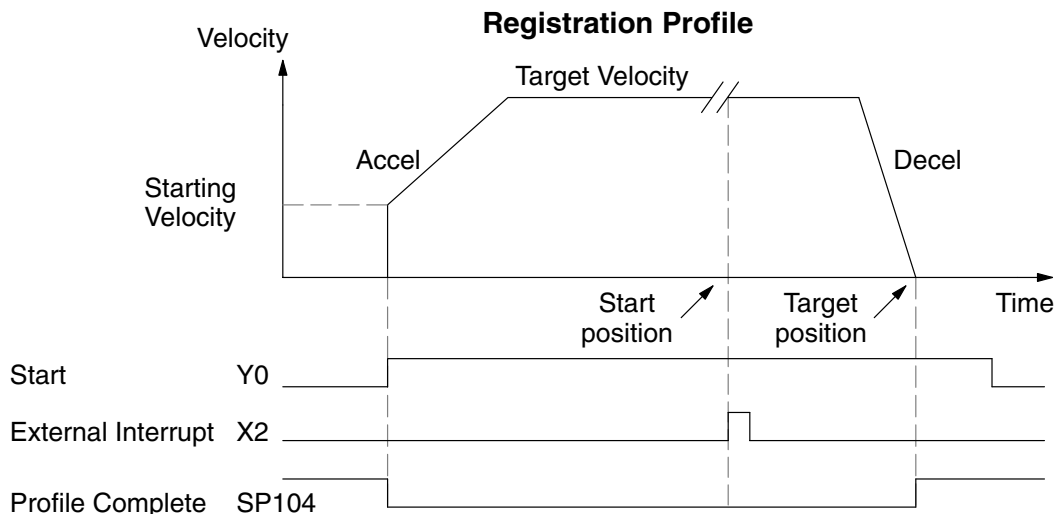 Registration Profile
Velocity
Target Velocity
Accel
Decel
Starting
Velocity
Start
position
Target
position
Time
Start Y0
External Interrupt X2
Profile Complete SP104